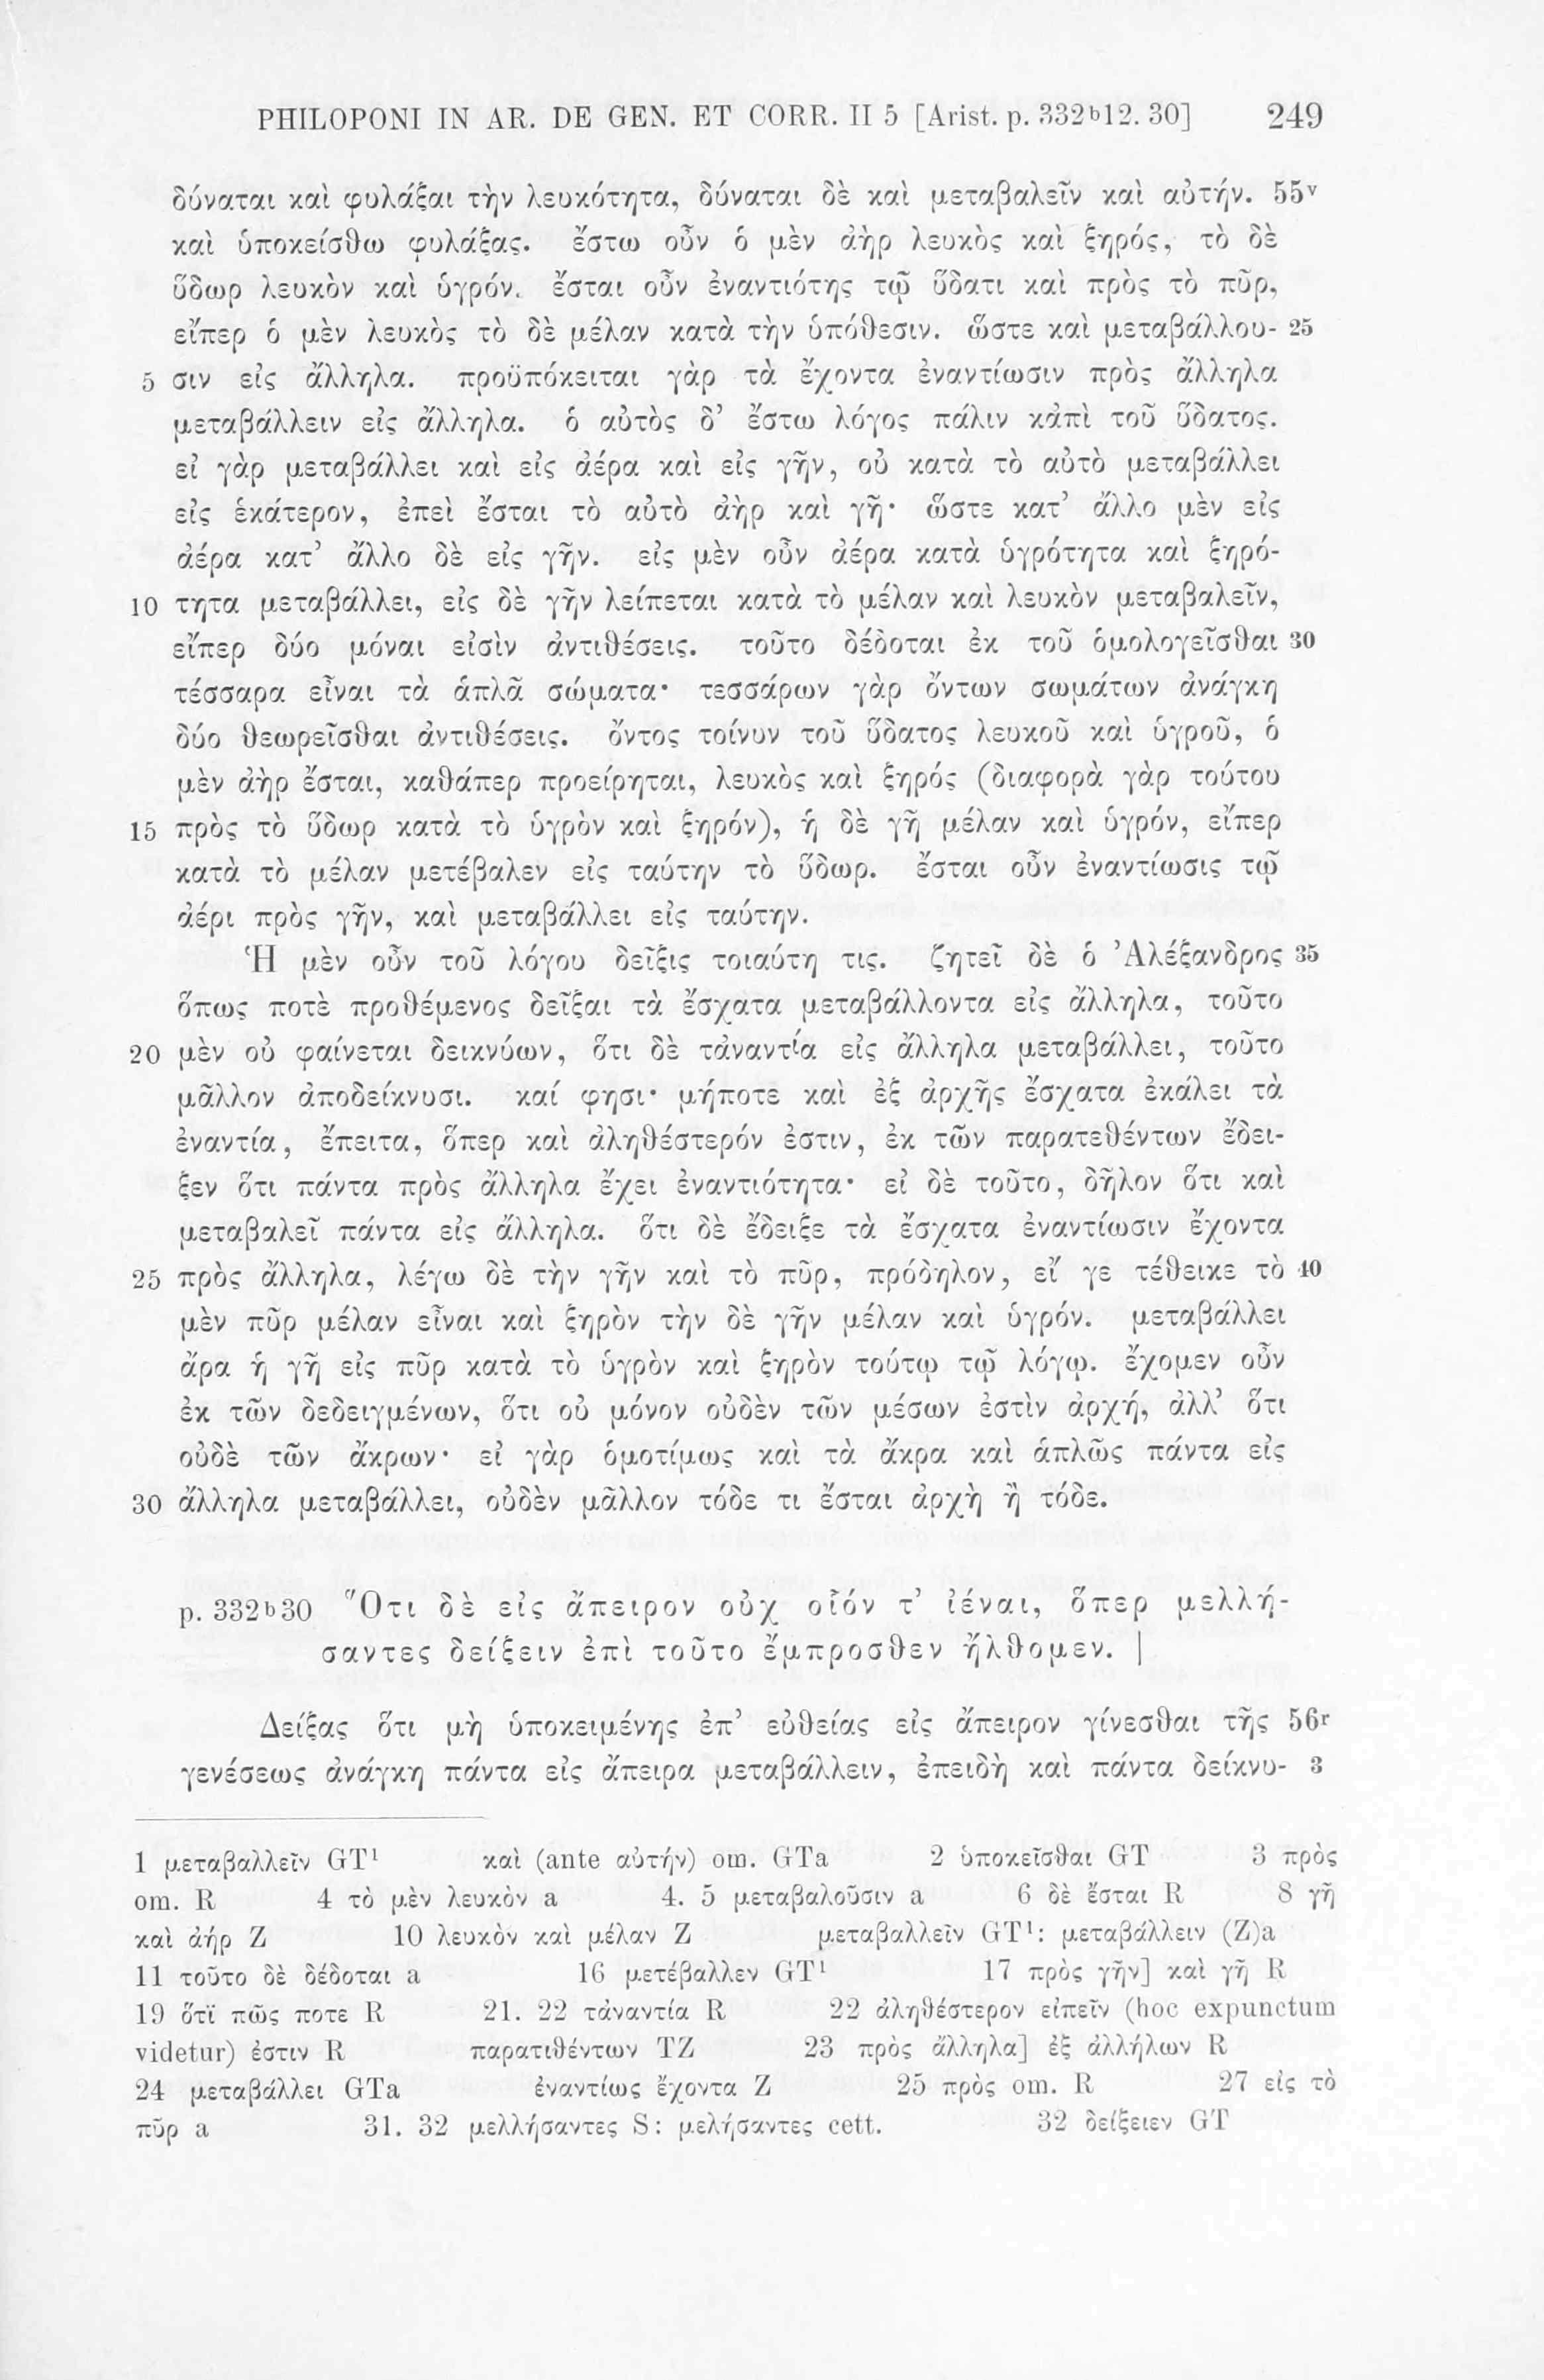 PHILOPONI IN AR. DE GEN. ET CORR. II 5 [Arist. p. 332b12. 30] 249
δύναται καὶ φυλάξαι τὴν λευκότητα, δύναται δὲ καὶ μεταβαλεῖν καὶ αὐτήν. 55v
καὶ ὑποκείσθω φυλάξας. ἔστω οὖν ὁ μὲν ἀὴρ λευκὸς καὶ ξηρός, τὸ δὲ
ὕδωρ λευκὸν καὶ ὑγρόν. ἔσται οὖν ἐναντιότης τῷ ὕδατι καὶ πρὸς τὸ πῦρ,
εἴπερ ὁ μὲν λευκὸς τὸ δὲ μέλαν κατὰ τὴν ὑπόθεσιν. ὥστε καὶ μεταβάλλου- 25
5 σιν εἰς ἄλληλα. προϋπόκειται γὰρ τὰ ἔχοντα ἐναντίωσιν πρὸς ἄλληλα
μεταβάλλειν εἰς ἄλληλα. ὁ αὐτὸς δ’ ἔστω λόγος πάλιν κἀπὶ τοῦ ὕδατος.
εἰ γὰρ μεταβάλλει καὶ εἰς ἀέρα καὶ εἰς γῆν, οὐ κατὰ τὸ αὐτὸ μεταβάλλει
εἰς ἑκάτερον, ἐπεὶ ἔσται τὸ αὐτὸ ἀὴρ καὶ γῆ· ὥστε κατ’ ἄλλο μὲν εἰς
ἀέρα κατ’ ἄλλο δὲ εἰς γῆν. εἰς μὲν οὖν ἀέρα κατὰ ὑγρότητα καὶ ξηρό-
10 τητα μεταβάλλει, εἰς δὲ γῆν λείπεται κατὰ τὸ μέλαν καὶ λευκὸν μεταβαλεῖν,
εἴπερ δύο μόναι εἰσὶν ἀντιθέσεις. τοῦτο δέδοται ἐκ τοῦ ὁμολογεῖσθαι 30
τέσσαρα εἶναι τὰ ἁπλᾶ σώματα· τεσσάρων γὰρ ὄντων σωμάτων ἀνάγκη
δύο θεωρεῖσθαι ἀντιθέσεις. ὄντος τοίνυν τοῦ ὕδατος λευκοῦ καὶ ὑγροῦ, ὁ
μὲν ἀὴρ ἔσται, καθάπερ προείρηται, λευκὸς καὶ ξηρός (διαφορὰ γὰρ τούτου
15 πρὸς τὸ ὕδωρ κατὰ τὸ ὑγρὸν καὶ ξηρόν), ἡ δὲ γῆ μέλαν καὶ ὑγρόν, εἴπερ
κατὰ τὸ μέλαν μετέβαλεν εἰς ταύτην τὸ ὕδωρ. ἔσται οὖν ἐναντίωσις τῷ
ἀέρι πρὸς γῆν, καὶ μεταβάλλει εἰς ταύτην.
Ἡ μὲν οὖν τοῦ λόγου δεῖξις τοιαύτη τις. ζητεῖ δὲ ὁ Ἀλέξανδρος 35
ὅπως ποτὲ προθέμενος δεῖξαι τὰ ἔσχατα μεταβάλλοντα εἰς ἄλληλα, τοῦτο
20 μὲν οὐ φαίνεται δεικνύων, ὅτι δὲ τἀναντία εἰς ἄλληλα μεταβάλλει, τοῦτο
μᾶλλον ἀποδείκνυσι. καί φησι· μήποτε καὶ ἐξ ἀρχῆς ἔσχατα ἐκάλει τὰ
ἐναντία, ἔπειτα, ὅπερ καὶ ἀληθέστερόν ἐστιν, ἐκ τῶν παρατεθέντων ἔδει-
ξεν ὅτι πάντα πρὸς ἄλληλα ἔχει ἐναντιότητα· εἰ δὲ τοῦτο, δῆλον ὅτι καὶ
μεταβαλεῖ πάντα εἰς ἄλληλα. ὅτι δὲ ἔδειξε τὰ ἔσχατα ἐναντίωσιν ἔχοντα
25 πρὸς ἄλληλα, λέγω δὲ τὴν γῆν καὶ τὸ πῦρ, πρόδηλον, εἴ γε τέθεικε τὸ 40
μὲν πῦρ μέλαν εἶναι καὶ ξηρὸν τὴν δὲ γῆν μέλαν καὶ ὑγρόν. μεταβάλλει
ἄρα ἡ γῆ εἰς πῦρ κατὰ τὸ ὑγρὸν καὶ ξηρὸν τούτῳ τῷ λόγῳ. ἔχομεν οὖν
ἐκ τῶν δεδειγμένων, ὅτι οὐ μόνον οὐδὲν τῶν μέσων ἐστὶν ἀρχή, ἀλλ’ ὅτι
οὐδὲ τῶν ἄκρων· εἰ γὰρ ὁμοτίμως καὶ τὰ ἄκρα καὶ ἁπλῶς πάντα εἰς
30 ἄλληλα μεταβάλλει, οὐδὲν μᾶλλον τόδε τι ἔσται ἀρχὴ ἢ τόδε.
p. 332b30 Ὅτι δὲ εἰς ἄπειρον οὐχ οἷόν τ’ ἰέναι, ὅπερ μελλή-
σαντες δείξειν ἐπὶ τοῦτο ἔμπροσθεν ἤλθομεν. |
Δείξας ὅτι μὴ ὑποκειμένης ἐπ’ εὐθείας εἰς ἄπειρον γίνεσθαι τῆς 56r
γενέσεως ἀνάγκη πάντα εἰς ἄπειρα μεταβάλλειν, ἐπειδὴ καὶ πάντα δείκνυ- 3
1 μεταβαλλεῖν GT1 καὶ (ante αὐτήν) om. GTa 2 ὑποκεῖσθαι GT 3 πρὸς
om. R 4 τὸ μὲν λευκὸν a 4. 5 μεταβαλοῦσιν a 6 δὲ ἔσται R 8 γῆ
καὶ ἀήρ Z 10 λευκὸν καὶ μέλαν Z μεταβαλλεῖν GT1: μεταβάλλειν (Z)a
11 τοῦτο δὲ δέδοται a 16 μετέβαλλεν GT1 17 πρὸς γῆν] καὶ γῆ R
19 ὅτι πῶς ποτε R 21. 22 τἀναντία R 22 ἀληθέστερον εἰπεῖν (hoc expunctum
videtur) ἐστιν R παρατιθέντων TZ 23 πρὸς ἄλληλα] ἐξ ἀλλήλων R
24 μεταβάλλει GTa ἐναντίως ἔχοντα Z 25 πρὸς om. R 27 εἰς τὸ
πῦρ a 31. 32 μελλήσαντες S: μελήσαντες cett. 32 δείξειεν GT